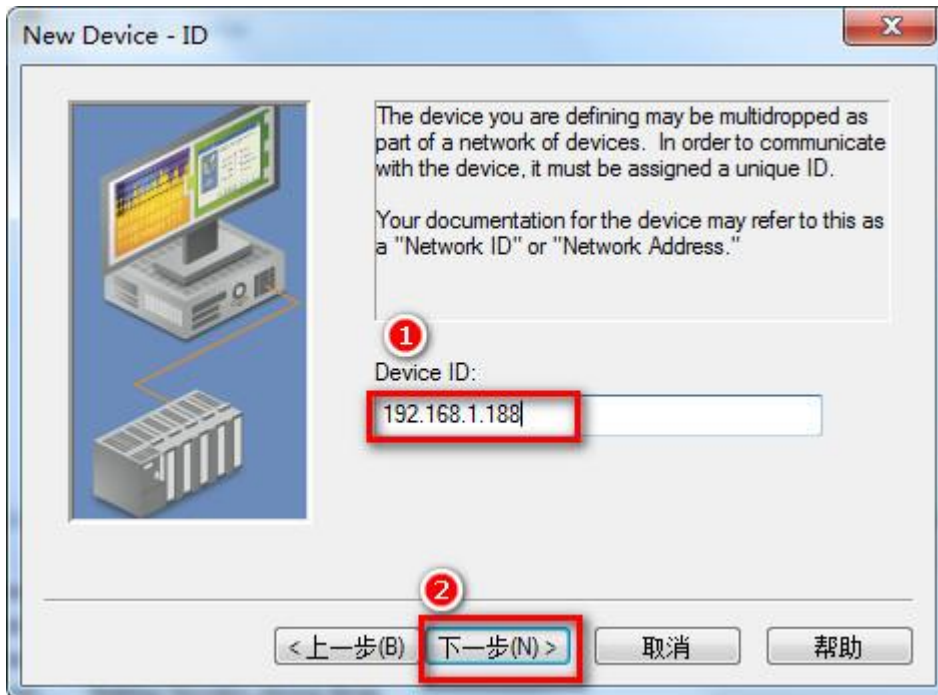 New Device - ID
The device you are defining may be multidropped as
part of a network of devices. In order to communicate
with the device, it must be assigned a unique ID.
Your documentation for the device may refer to this as
a "Network ID" or "Network Address."
1
Device ID:
192.168.1.188
2
<上一步(B)
下一步(N) >
取消
帮助